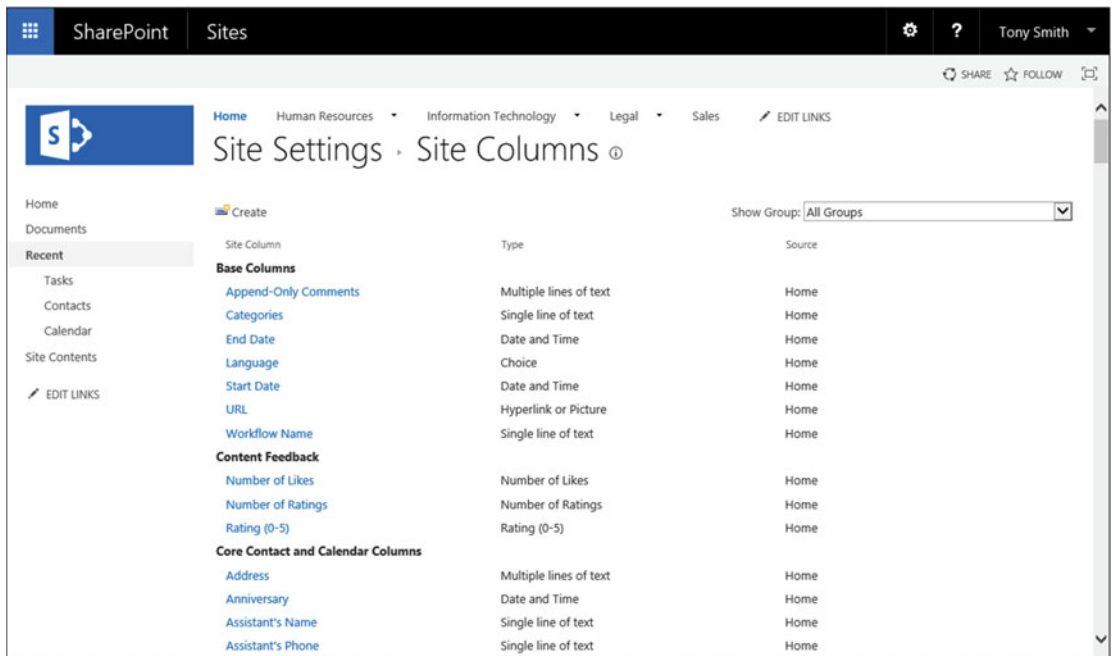 SharePoint Sites ? Tony Smith
SHARE FOLLOW
S
Home Human Resources Information Technology Legal Sales EDIT LINKS
Site Settings Site Columns
Home
Documents
Recent
Tasks
Contacts
Calendar
Site Contents
EDIT LINKS
Create Show Group: All Groups
Site Column Type Source
Base Columns
Append-Only Comments Multiple lines of text Home
Categories Single line of text Home
End Date Date and Time Home
Language Choice Home
Start Date Date and Time Home
URL Hyperlink or Picture Home
Workflow Name Single line of text Home
Content Feedback
Number of Likes Number of Likes Home
Number of Ratings Number of Ratings Home
Rating (0-5) Rating (0-5) Home
Core Contact and Calendar Columns
Address Multiple lines of text Home
Anniversary Date and Time Home
Assistant's Name Single line of text Home
Assistant's Phone Single line of text Home